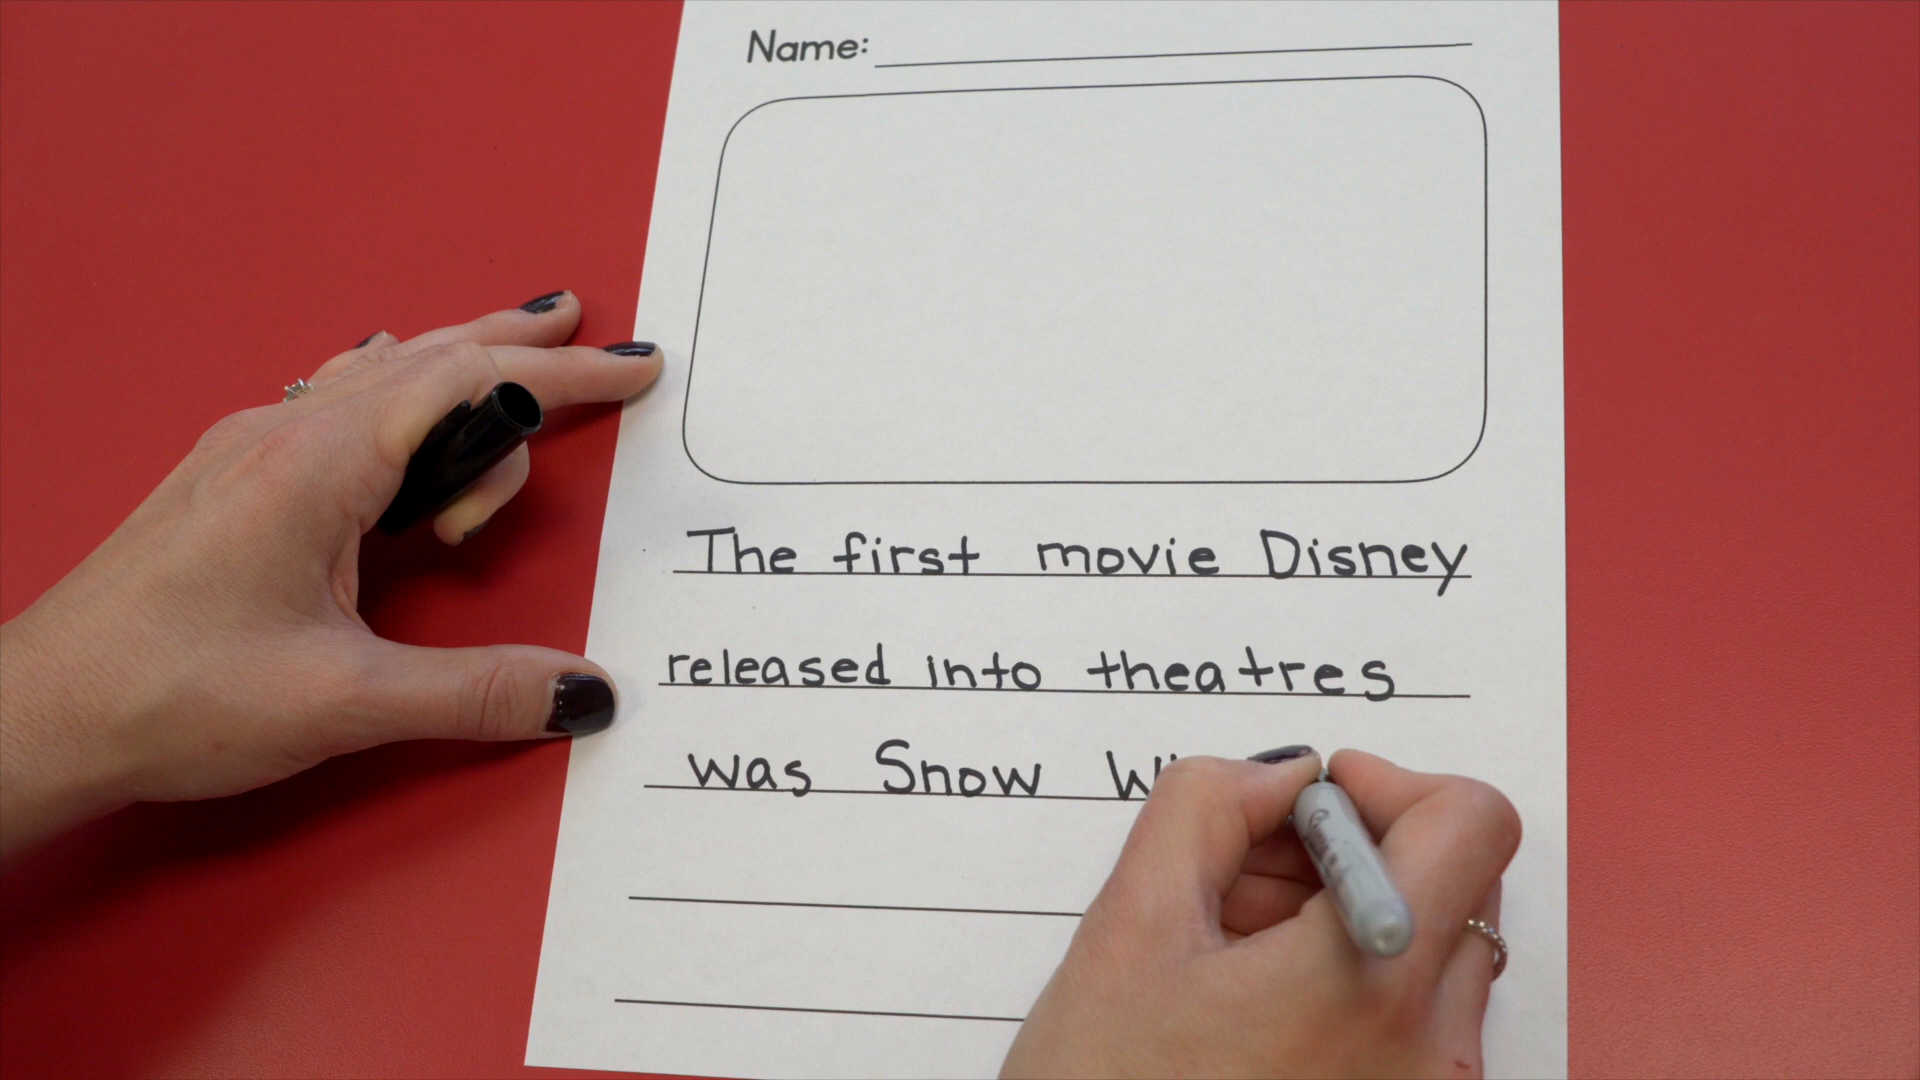 Name:
The first movie Disney
released into theatres
was Snow